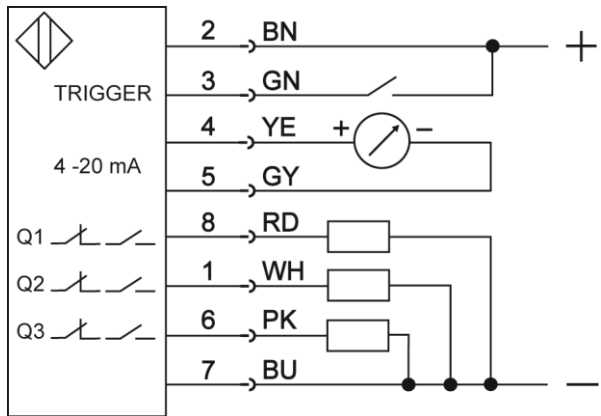 2 BN +
3 GN
TRIGGER
4 YE + −
4 -20 mA
5 GY
8 RD
Q1
1 WH
Q2
6 PK
Q3
7 BU −